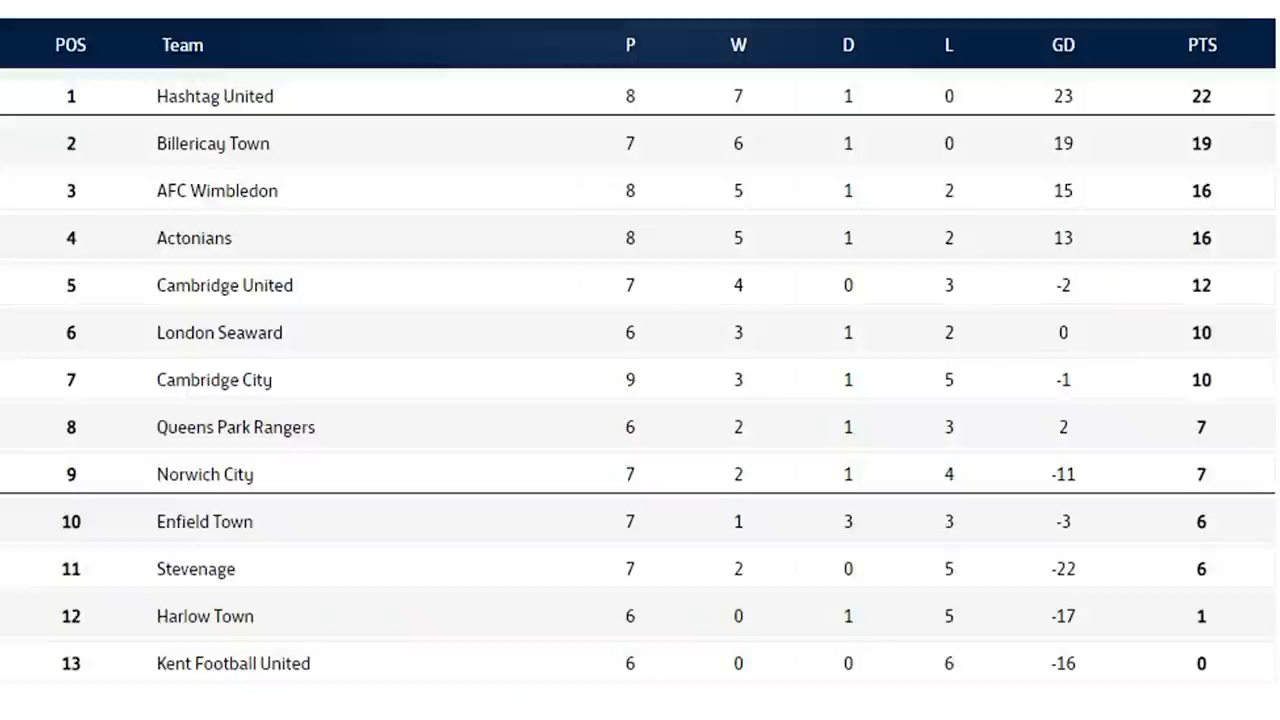 POS Team P W D L GD PTS
1 Hashtag United 8 7 1 0 23 22
2 Billericay Town 7 6 1 0 19 19
3 AFC Wimbledon 8 5 1 2 15 16
4 Actonians 8 5 1 2 13 16
5 Cambridge United 7 4 0 3 -2 12
6 London Seaward 6 3 1 2 0 10
7 Cambridge City 9 3 1 5 -1 10
8 Queens Park Rangers 6 2 1 3 2 7
9 Norwich City 7 2 1 4 -11 7
10 Enfield Town 7 1 3 3 -3 6
11 Stevenage 7 2 0 5 -22 6
12 Harlow Town 6 0 1 5 -17 1
13 Kent Football United 6 0 0 6 -16 0